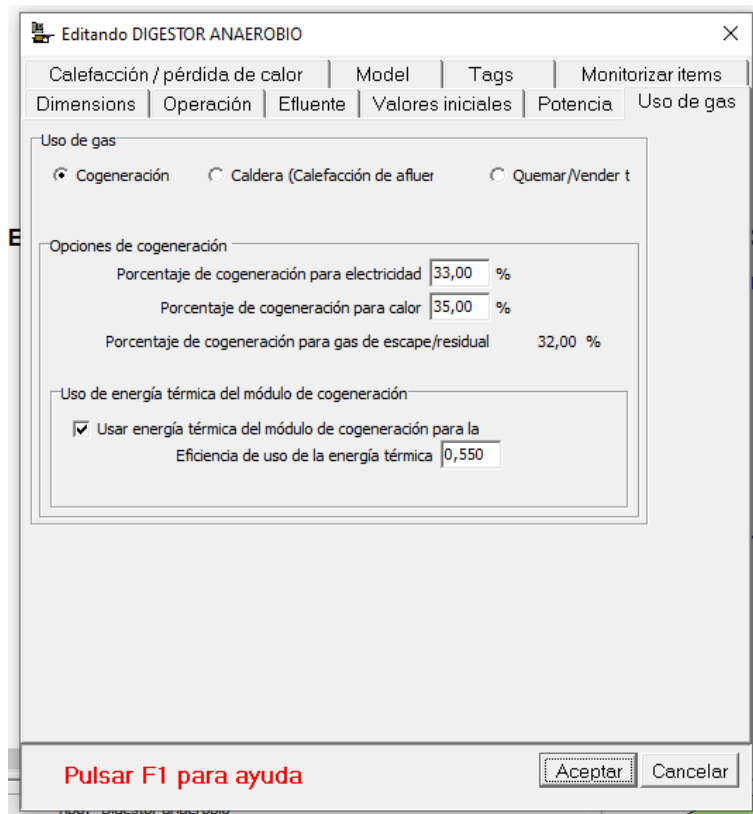 Editando DIGESTOR ANAEROBIO
Calefacción / pérdida de calor Model Tags Monitorizar items
Dimensions Operación Efluente Valores iniciales Potencia Uso de gas
Uso de gas
Cogeneración Caldera (Calefacción de afluer Quemar/Vender t
Opciones de cogeneración
Porcentaje de cogeneración para electricidad 33,00 %
Porcentaje de cogeneración para calor 35,00 %
Porcentaje de cogeneración para gas de escape/residual 32,00 %
Uso de energía térmica del módulo de cogeneración
Usar energía térmica del módulo de cogeneración para la
Eficiencia de uso de la energía térmica 0,550
Pulsar F1 para ayuda Aceptar Cancelar